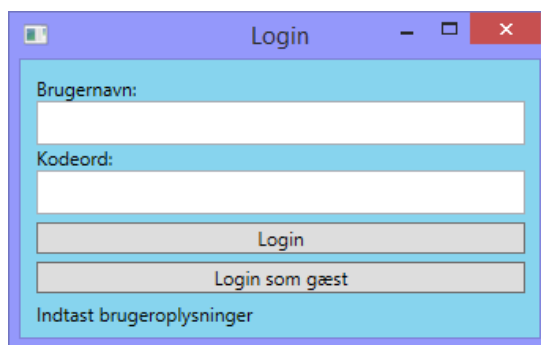 Login
Brugernavn:
Kodeord:
Login
Login som gæst
Indtast brugeroplysninger